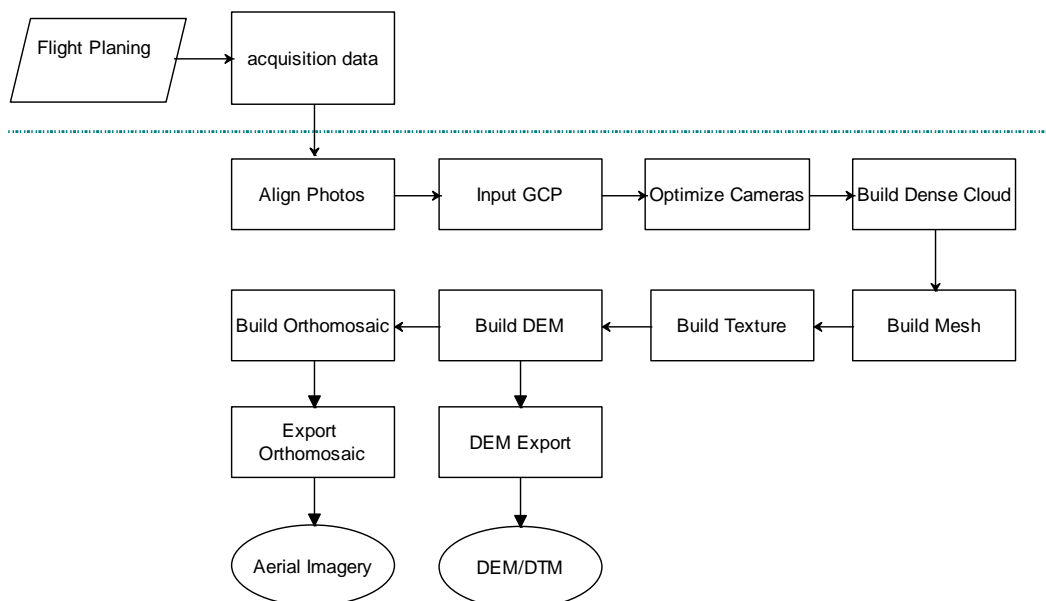 Flight Planing
acquisition data
Align Photos
Input GCP
Optimize Cameras
Build Dense Cloud
Build Orthomosaic
Build DEM
Build Texture
Build Mesh
Export
Orthomosaic
DEM Export
Aerial Imagery
DEM/DTM